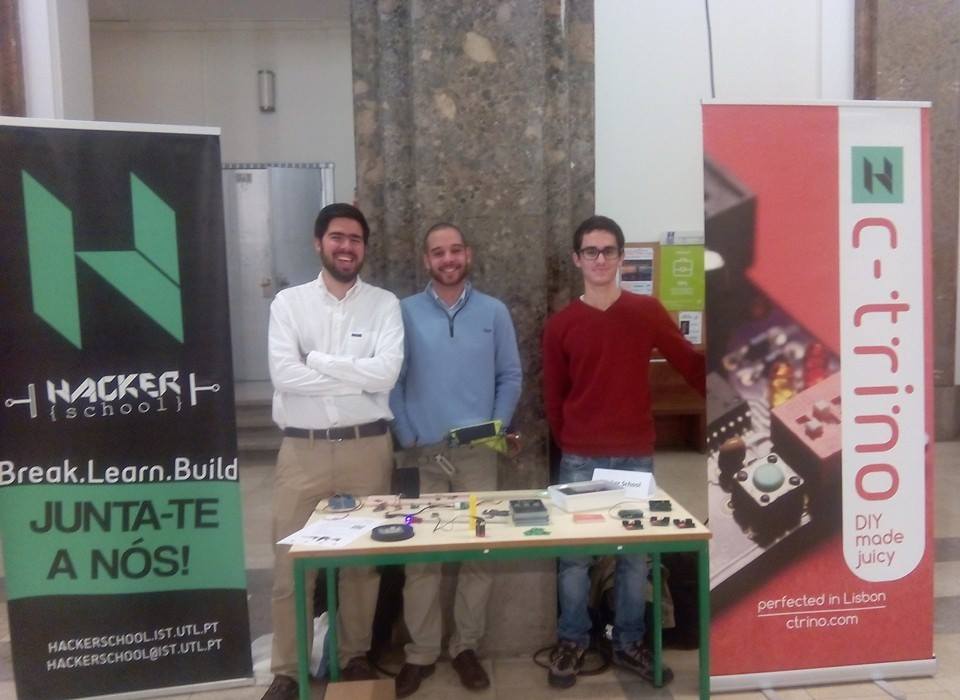 HACKER
{school}
Break.Learn.Build
JUNTA-TE
A NÓS!
HACKERSCHOOL.IST.UTL.PT
HACKERSCHOOL@IST.UTL.PT
School
c-trino
DIY
made
juicy
perfected in Lisbon
ctrino.com